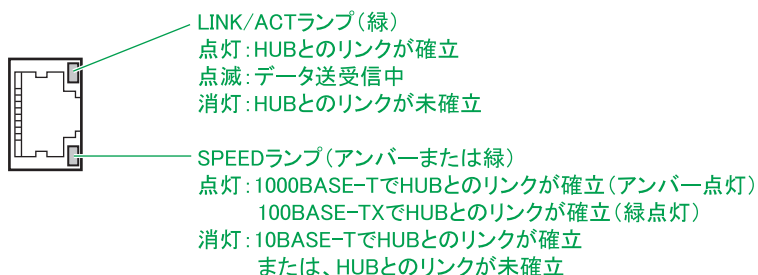 LINK/ACTランプ（緑）
点灯：HUBとのリンクが確立
点滅：データ送受信中
消灯：HUBとのリンクが未確立
SPEEDランプ（アンバーまたは緑）
点灯：1000BASE-TでHUBとのリンクが確立（アンバー点灯）
100BASE-TXでHUBとのリンクが確立（緑点灯）
消灯：10BASE-TでHUBとのリンクが確立
または、HUBとのリンクが未確立